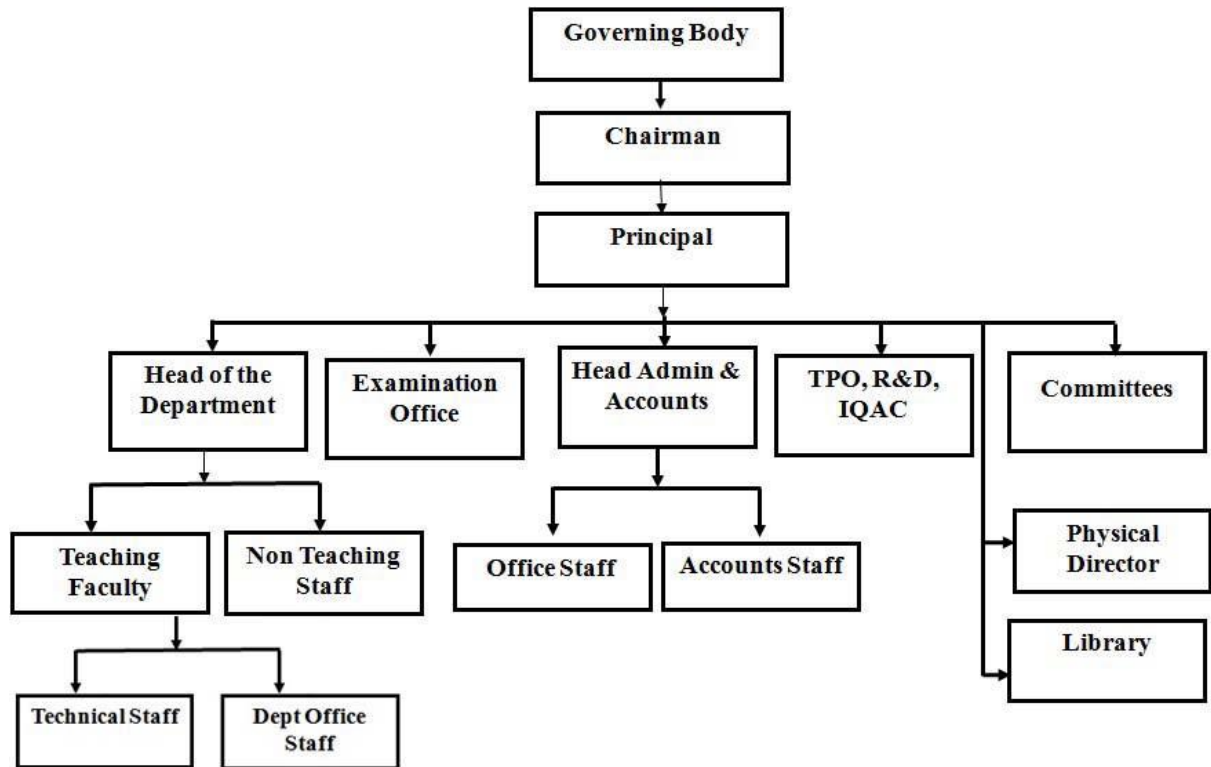 Governing Body
Chairman
Principal
Head of the
Department
Examination
Office
Head Admin &
Accounts
TPO, R&D,
IQAC
Committees
Teaching
Faculty
Non Teaching
Staff
Office Staff
Accounts Staff
Physical
Director
Library
Technical Staff
Dept Office
Staff